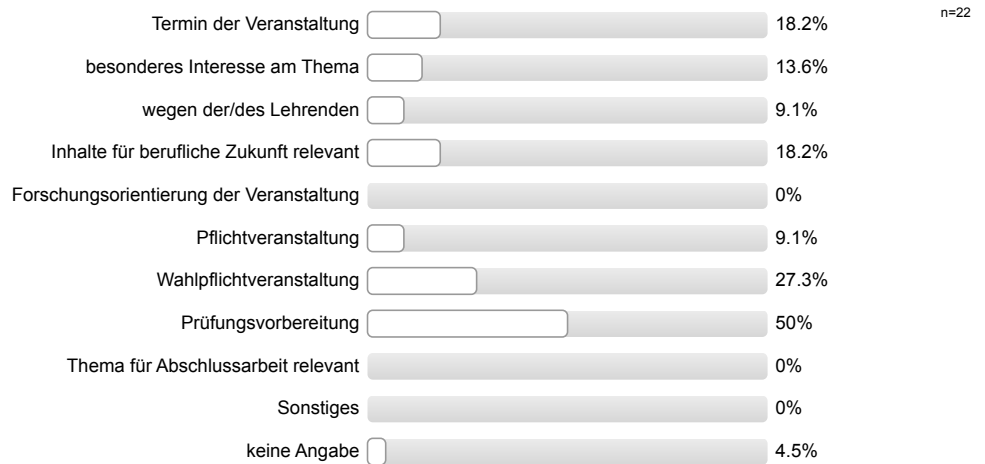 n=22
Termin der Veranstaltung 18.2%
besonderes Interesse am Thema 13.6%
wegen der/des Lehrenden 9.1%
Inhalte für berufliche Zukunft relevant 18.2%
Forschungsorientierung der Veranstaltung 0%
Pflichtveranstaltung 9.1%
Wahlpflichtveranstaltung 27.3%
Prüfungsvorbereitung 50%
Thema für Abschlussarbeit relevant 0%
Sonstiges 0%
keine Angabe 4.5%